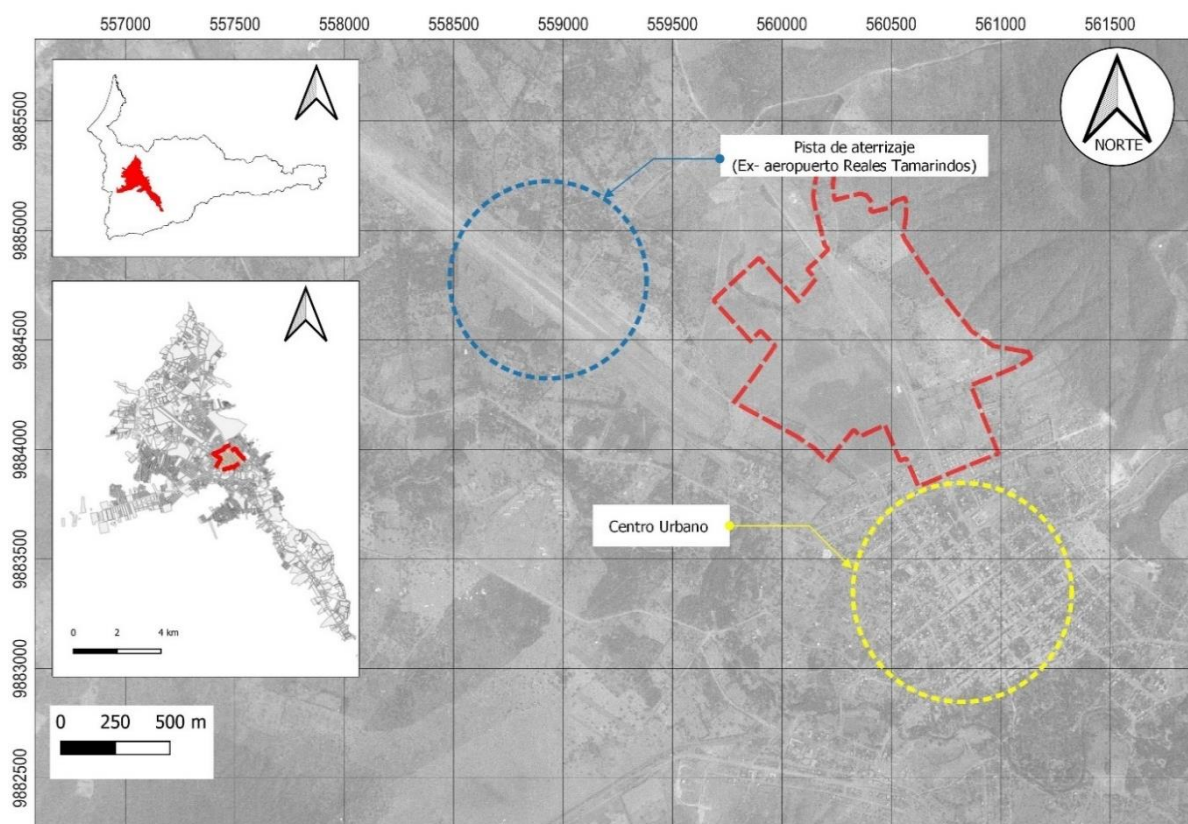 557000 557500 558000 558500 559000 559500 560000 560500 561000 561500
9885500
9885000
9884500
9884000
9883500
9883000
9882500
NORTE
Pista de aterrizaje
(Ex- aeropuerto Reales Tamarindos)
Centro Urbano
0 2 4 km
0 250 500 m